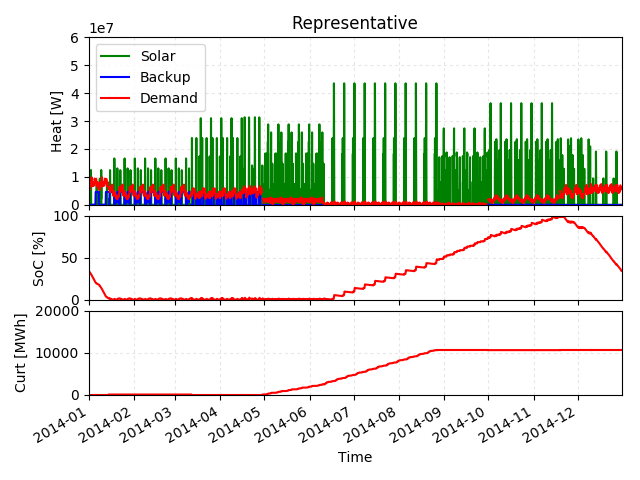 Representative
1e7
6
5
4
3
2
1
0
Heat [W]
Solar
Backup
Demand
100
50
0
SoC [%]
20000
10000
0
Curt [MWh]
2014-01
2014-02
2014-03
2014-04
2014-05
2014-06
2014-07
2014-08
2014-09
2014-10
2014-11
2014-12
Time